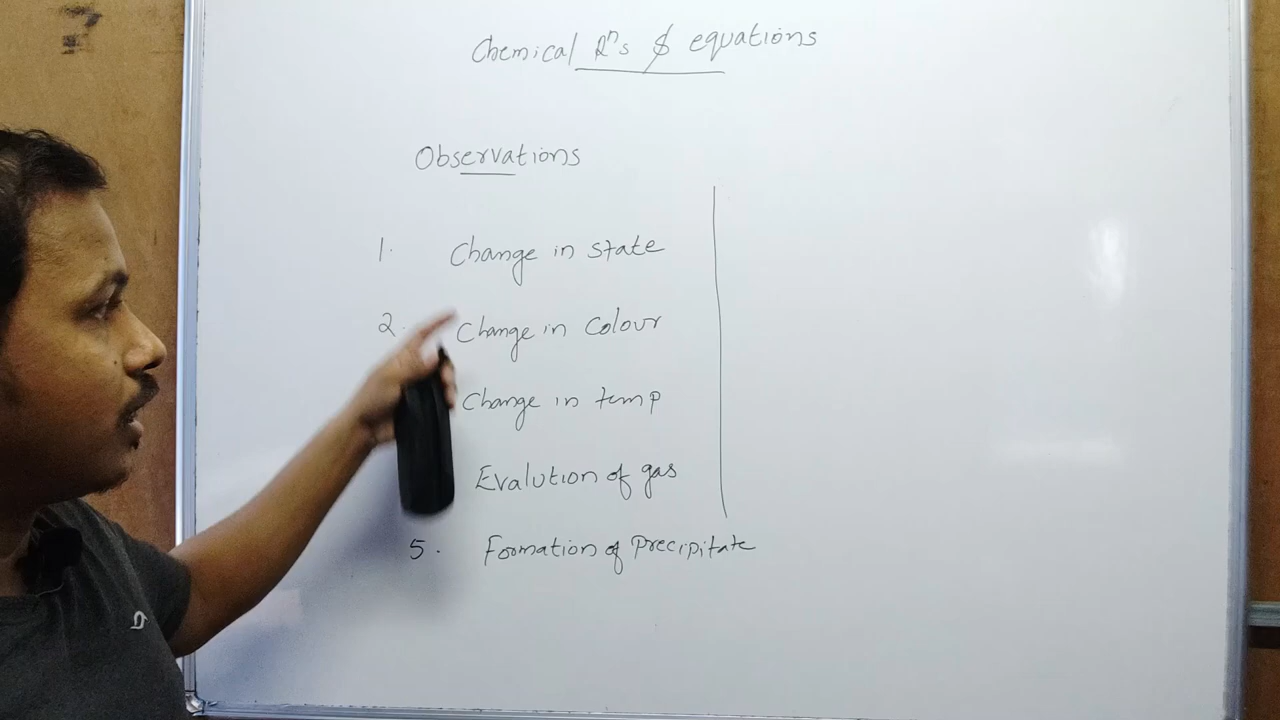 Chemical Rⁿs & equations
Observations
1. Change in state
2. Change in Colour
Change in temp
Evalution of gas
5. Formation of Precipitate